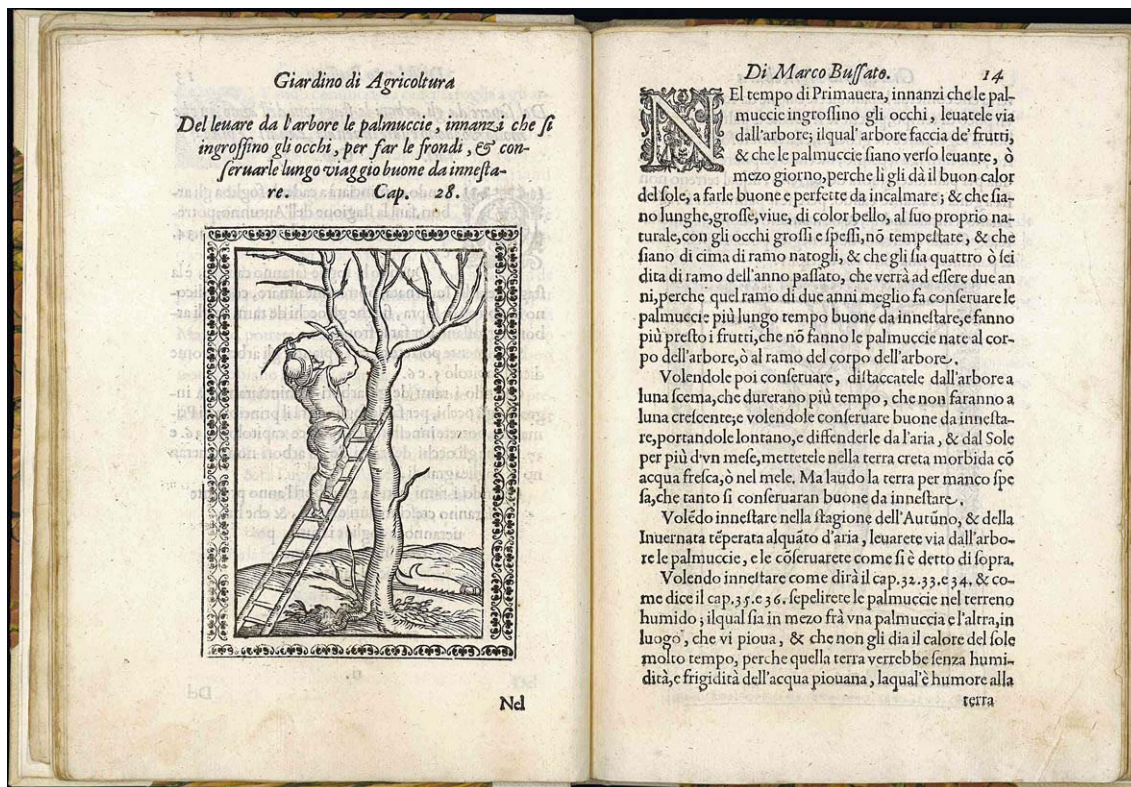 Giardino di Agricoltura
Del leuare da l'arbore le palmuccie, innanzi che ſi
ingroſſino gli occhi, per far le frondi, & con-
ſeruarle lungo viaggio buone da inneſta-
re. Cap. 28.
Nel
Di Marco Buſſato. 14
NEl tempo di Primauera, innanzi che le pal-
muccie ingroſſino gli occhi, leuatele via
dall'arbore; ilqual' arbore faccia de' frutti,
& che le palmuccie ſiano verſo leuante, ò
mezo giorno, perche lì gli dà il buon calor
del ſole, a farle buone e perfette da incalmare; & che ſia-
no lunghe, groſſe, viue, di color bello, al ſuo proprio na-
turale, con gli occhi groſſi e ſpeſſi, nõ tempeſtate, & che
ſiano di cima di ramo natogli, & che gli ſia quattro ò ſei
dita di ramo dell'anno paſſato, che verrà ad eſſere due an
ni, perche quel ramo di due anni meglio fà conſeruare le
palmuccie più lungo tempo buone da inneſtare, e fanno
più preſto i frutti, che nõ fanno le palmuccie nate al cor-
po dell'arbore, ò al ramo del corpo dell'arbore.
Volendole poi conſeruare, diſtaccatele dall'arbore a
luna ſcema, che durerano più tempo, che non faranno a
luna creſcente; e volendole conſeruare buone da inneſta-
re, portandole lontano, e diffenderle da l'aria, & dal Sole
per più d'vn meſe, mettetele nella terra creta morbida cõ
acqua freſca, ò nel mele. Ma laudo la terra per manco ſpe
ſa, che tanto ſi conſeruaran buone da inneſtare.
Volẽdo inneſtare nella ſtagione dell'Autũno, & della
Inuernata tẽperata alquãto d'aria, leuarete via dall'arbo-
re le palmuccie, e le cõſeruarete come ſi è detto di ſopra.
Volendo inneſtare come dirà il cap. 32. 33. e 34. & co-
me dice il cap. 35. e 36. ſepelirete le palmuccie nel terreno
humido; ilqual ſia in mezo frà vna palmuccia e l'altra, in
luogo, che vi pioua, & che non gli dia il calore del ſole
molto tempo, perche quella terra verrebbe ſenza humi-
dità, e frigidità dell'acqua piouana, laqual'è humore alla
terra